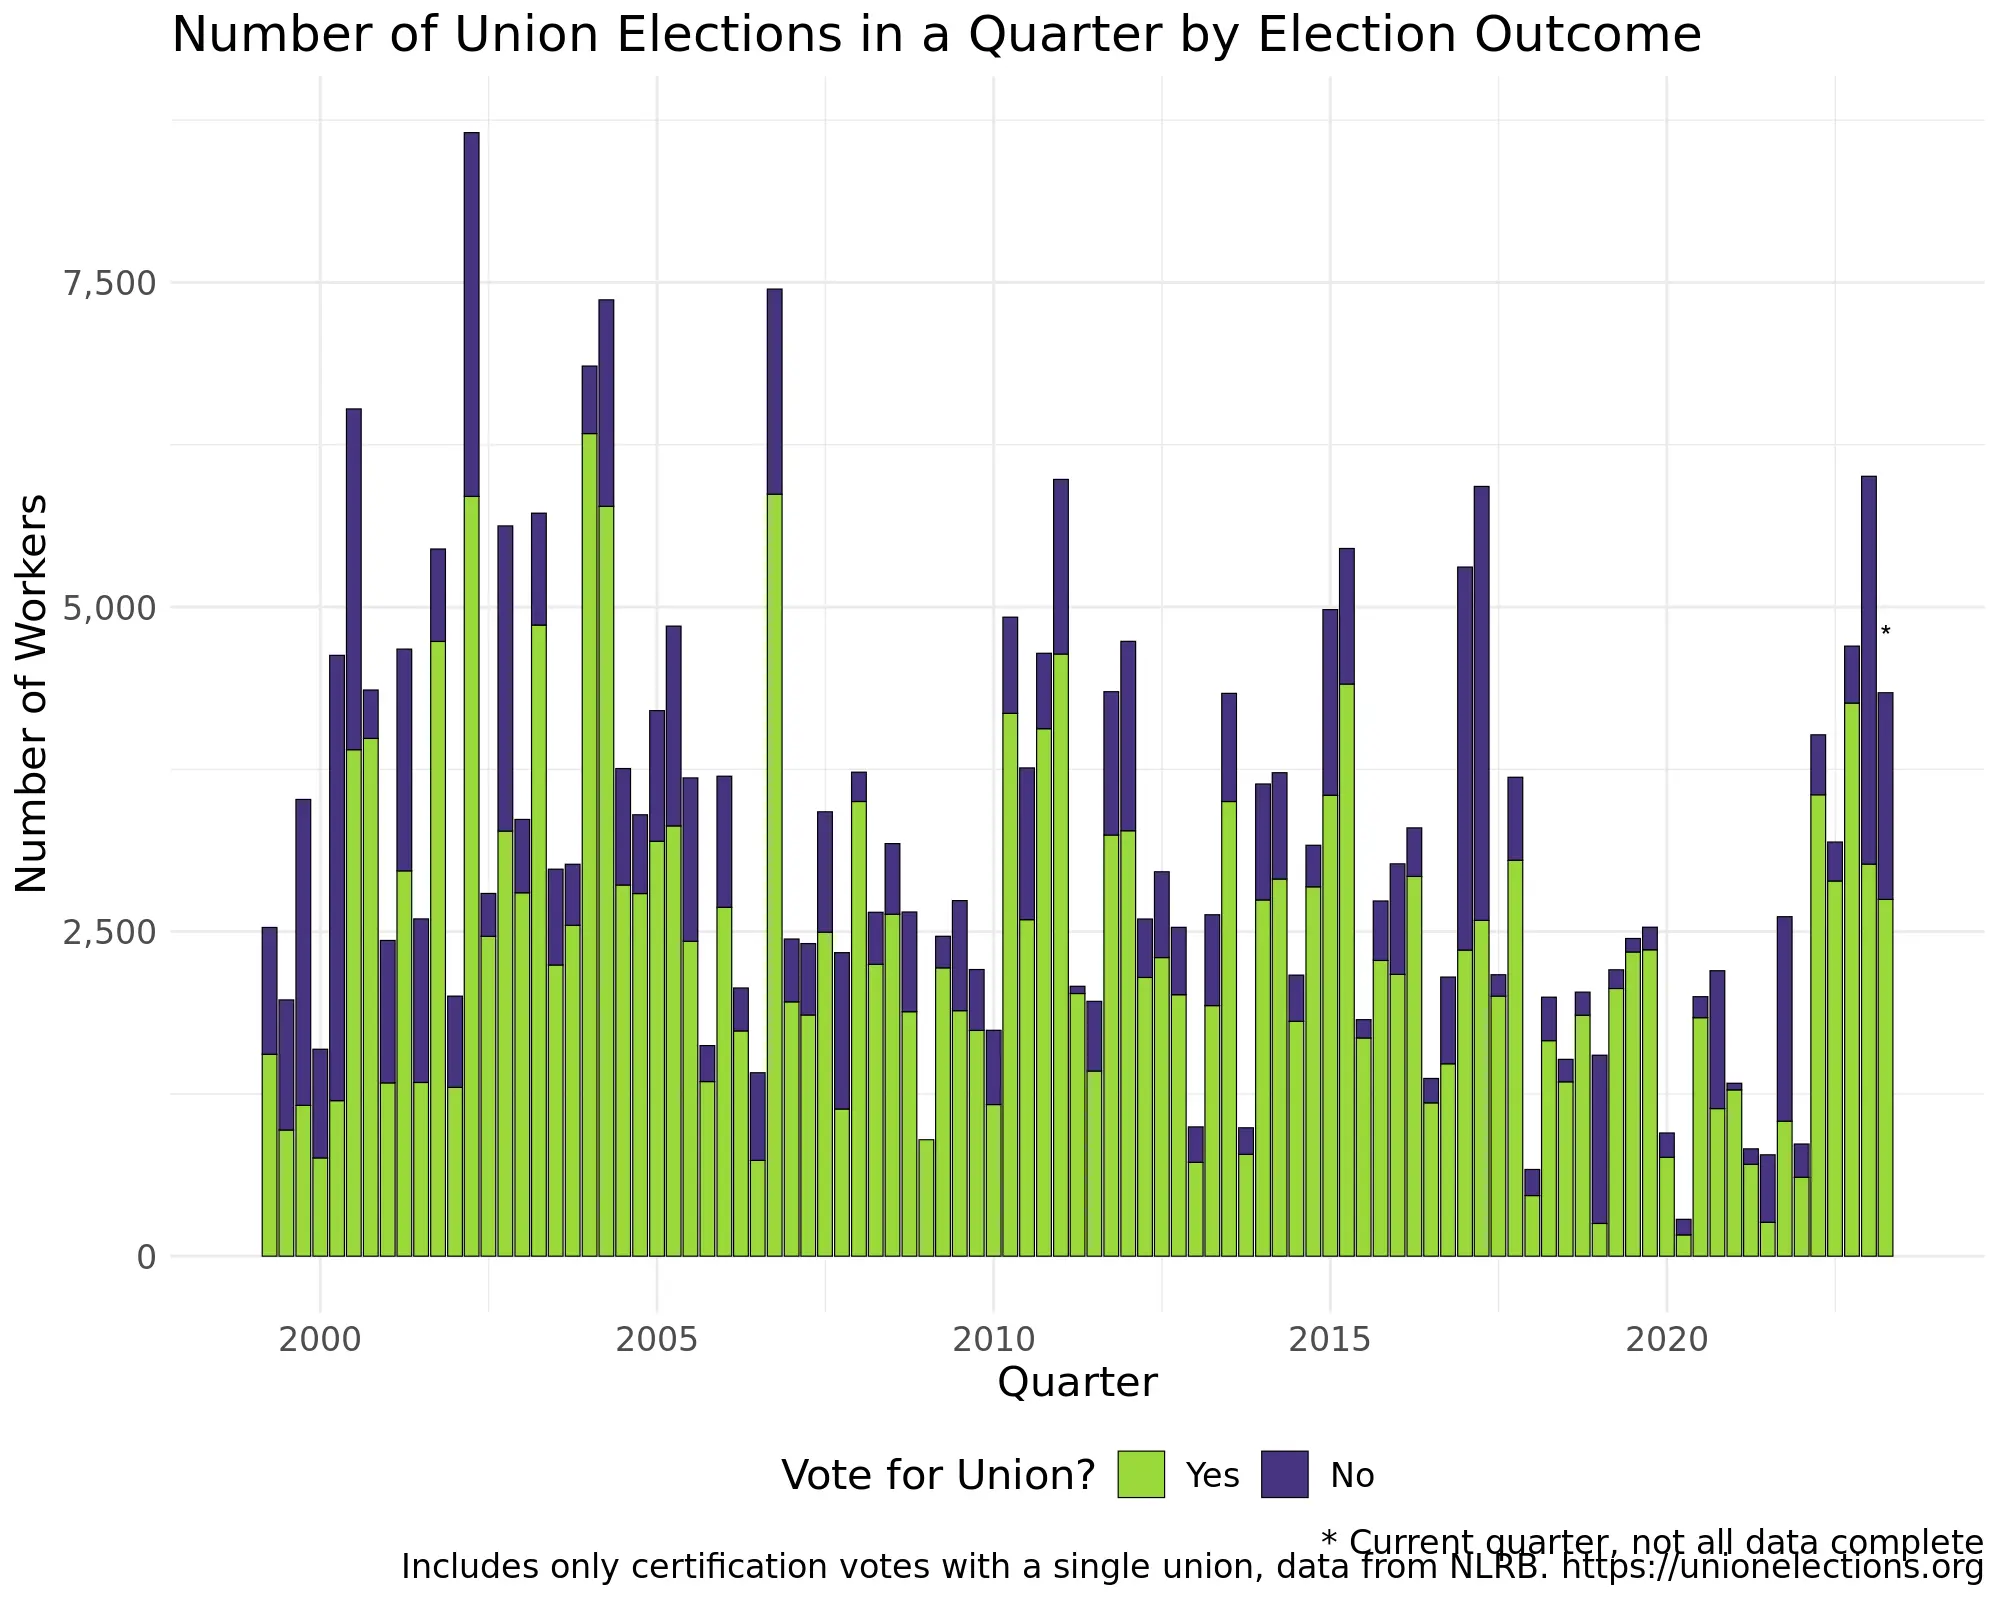 Number of Union Elections in a Quarter by Election Outcome
Number of Workers
7,500
5,000
2,500
0
*
2000 2005 2010 2015 2020
Quarter
Vote for Union? Yes No
* Current quarter, not all data complete
Includes only certification votes with a single union, data from NLRB. https://unionelections.org